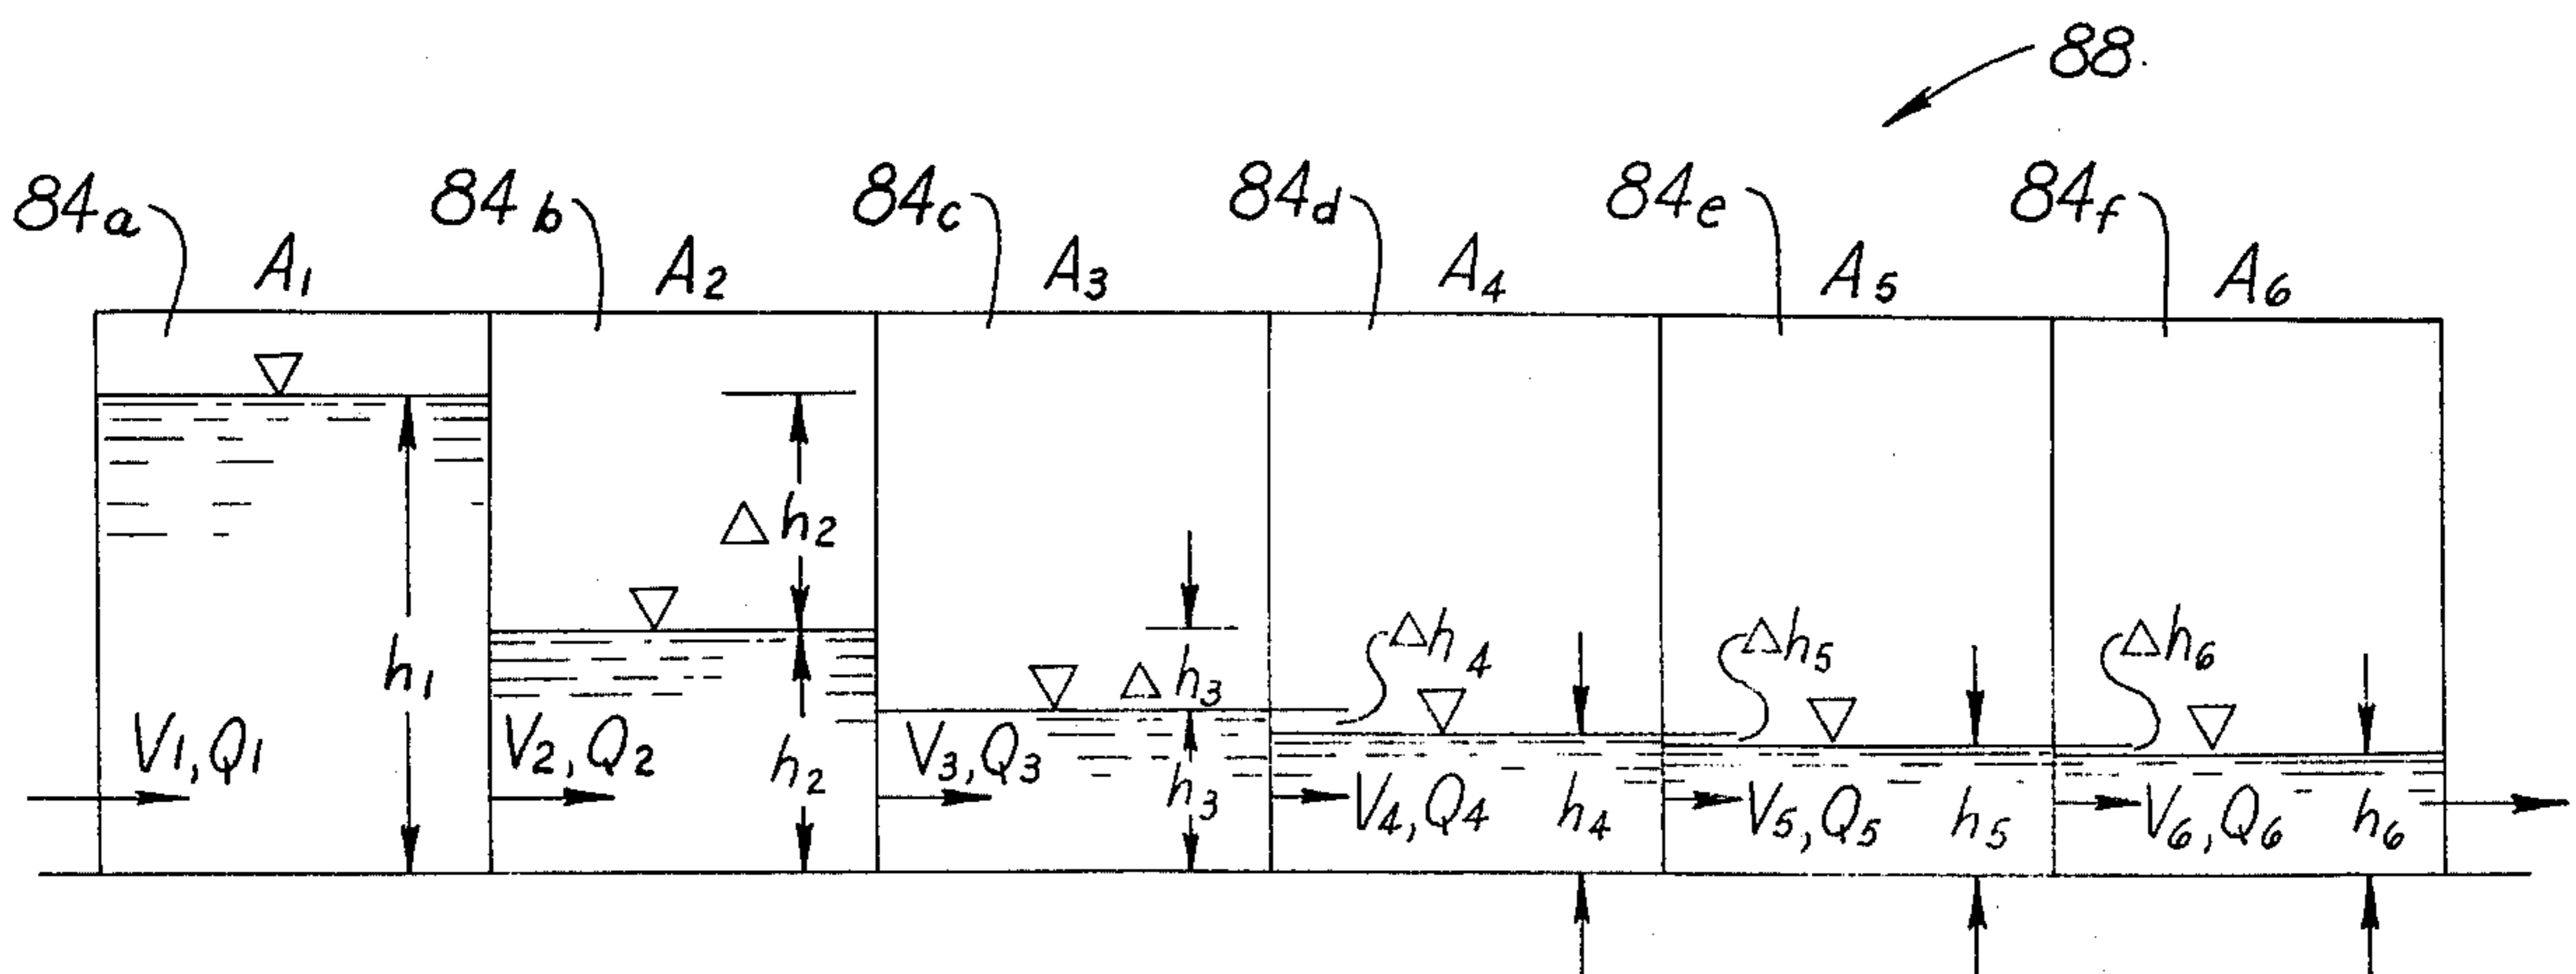 88
84a 84b 84c 84d 84e 84f
A1 A2 A3 A4 A5 A6
Δh2
Δh4 Δh5 Δh6
h1 Δh3
V1,Q1 V2,Q2 h2 V3,Q3 h3 V4,Q4 h4 V5,Q5 h5 V6,Q6 h6